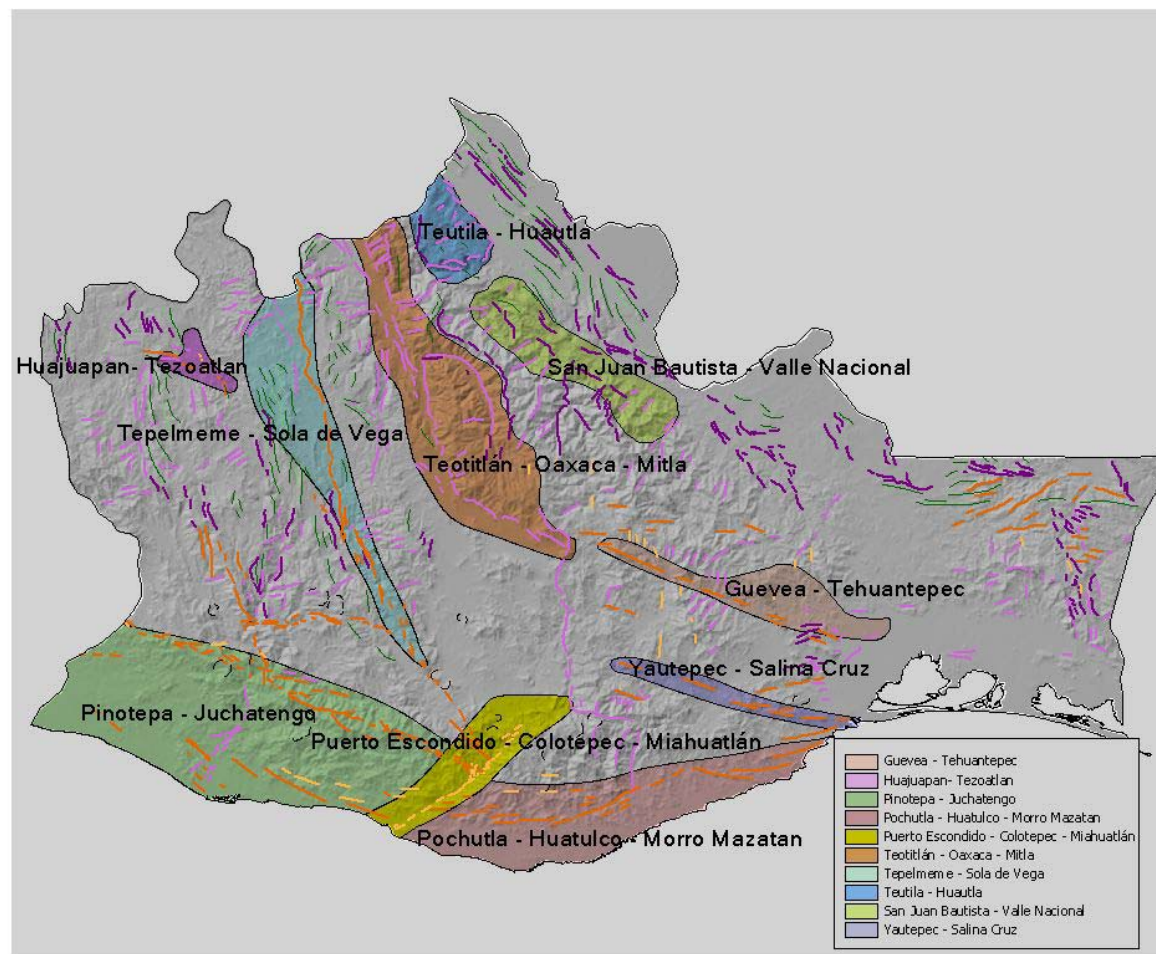 Teutila - Huautla
San Juan Bautista - Valle Nacional
Huajuapan- Tezoatlan
Tepelmeme - Sola de Vega
Teotitlán - Oaxaca - Mitla
Guevea - Tehuantepec
Yautepec - Salina Cruz
Pinotepa - Juchatengo
Puerto Escondido - Colotepec - Miahuatlán
Pochutla - Huatulco - Morro Mazatan
Guevea - Tehuantepec
Huajuapan- Tezoatlan
Pinotepa - Juchatengo
Pochutla - Huatulco - Morro Mazatan
Puerto Escondido - Colotepec - Miahuatlán
Teotitlán - Oaxaca - Mitla
Tepelmeme - Sola de Vega
Teutila - Huautla
San Juan Bautista - Valle Nacional
Yautepec - Salina Cruz